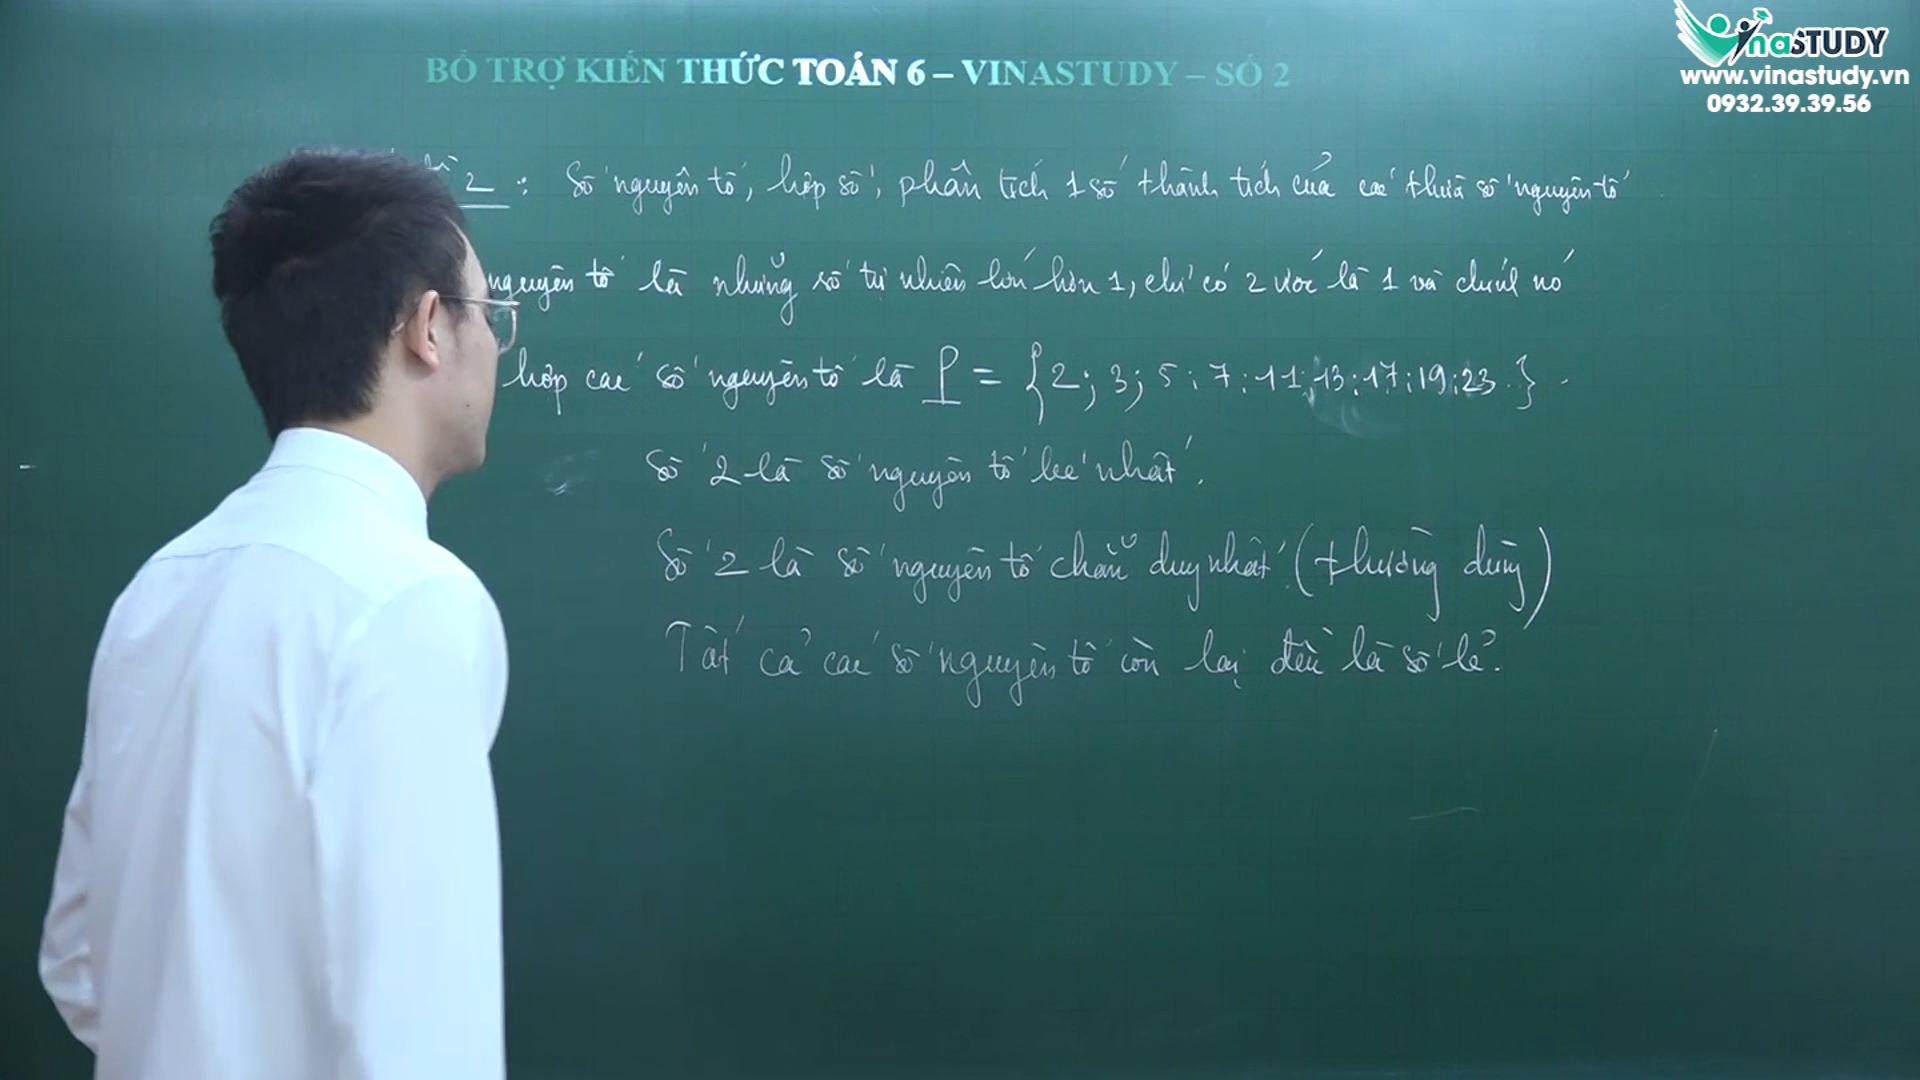 VinaSTUDY
www.vinastudy.vn
0932.39.39.56
BỔ TRỢ KIẾN THỨC TOÁN 6 – VINASTUDY – SỐ 2
2 : Số nguyên tố, hợp số, phân tích 1 số thành tích của các thừa số nguyên tố
nguyên tố là những số tự nhiên lớn hơn 1, chỉ có 2 ước là 1 và chính nó
hợp các số nguyên tố là P = {2; 3; 5; 7; 11; 13; 17; 19; 23..}.
Số 2 là số nguyên tố bé nhất.
Số 2 là số nguyên tố chẵn duy nhất. (thường dùng)
Tất cả các số nguyên tố còn lại đều là số lẻ.